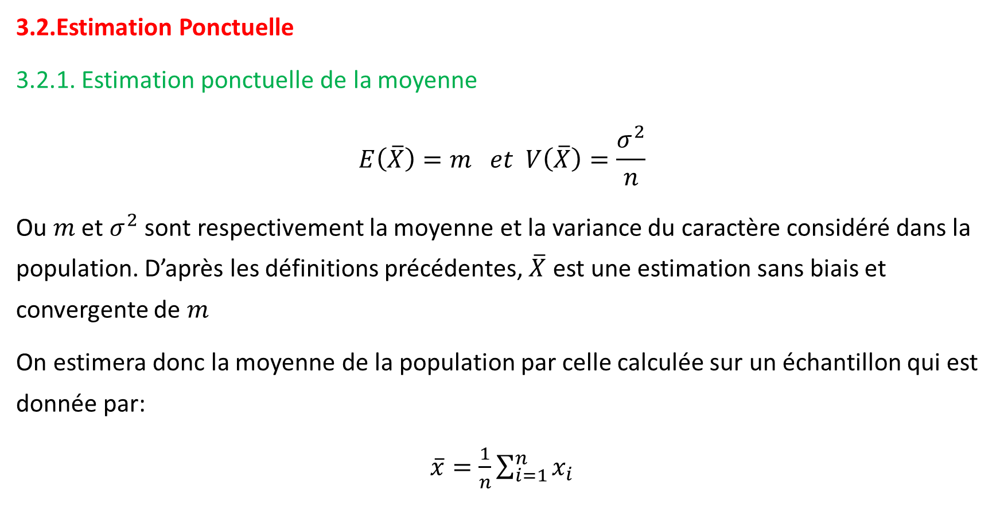 3.2.Estimation Ponctuelle
3.2.1. Estimation ponctuelle de la moyenne
$E(\bar{X}) = m \ \ et \ V(\bar{X}) = \frac{\sigma^2}{n}$
Ou $m$ et $\sigma^2$ sont respectivement la moyenne et la variance du caractère considéré dans la
population. D’après les définitions précédentes, $\bar{X}$ est une estimation sans biais et
convergente de $m$
On estimera donc la moyenne de la population par celle calculée sur un échantillon qui est
donnée par:
$\bar{x} = \frac{1}{n} \sum_{i=1}^{n} x_i$